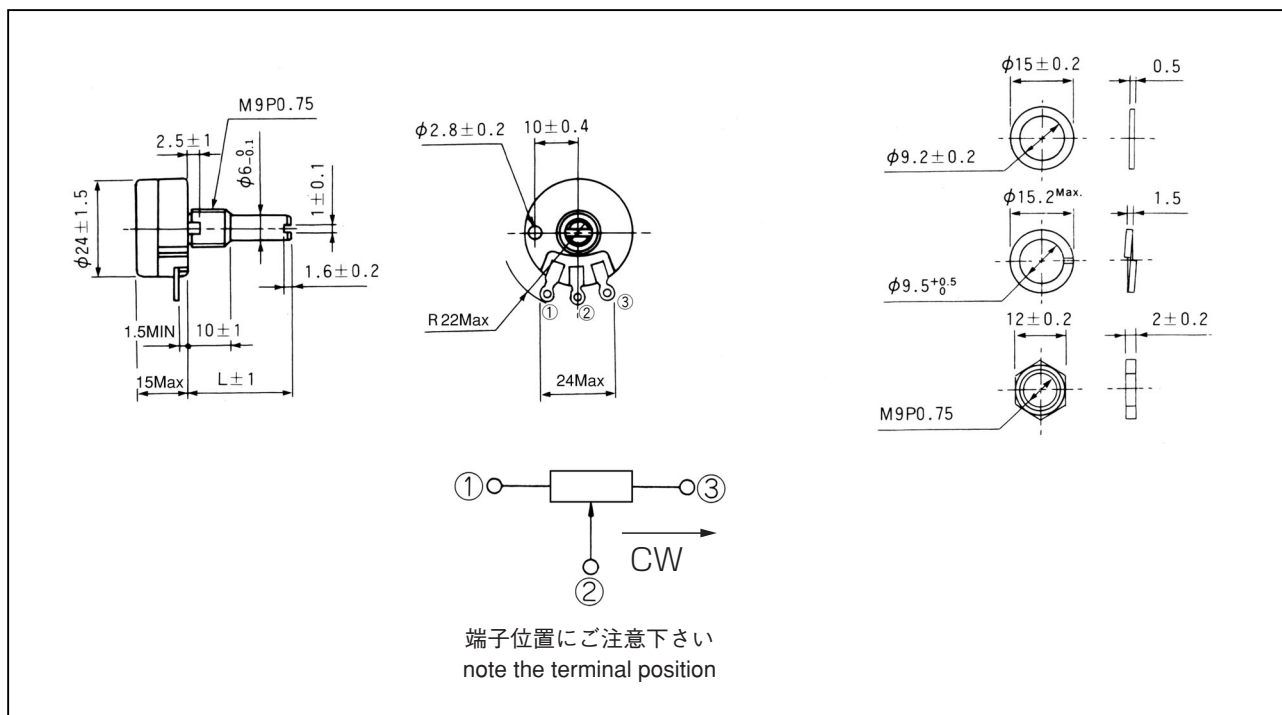 M9P0.75
2.5±1
φ6 0 -0.1
1±0.1
φ24±1.5
1.6±0.2
1.5MIN
10±1
15Max
L±1
φ2.8±0.2
10±0.4
R22Max
①
②
③
24Max
φ15±0.2
0.5
φ9.2±0.2
φ15.2Max.
1.5
φ9.5+0.5 0
12±0.2
2±0.2
M9P0.75
①
③
CW
②
端子位置にご注意下さい
note the terminal position